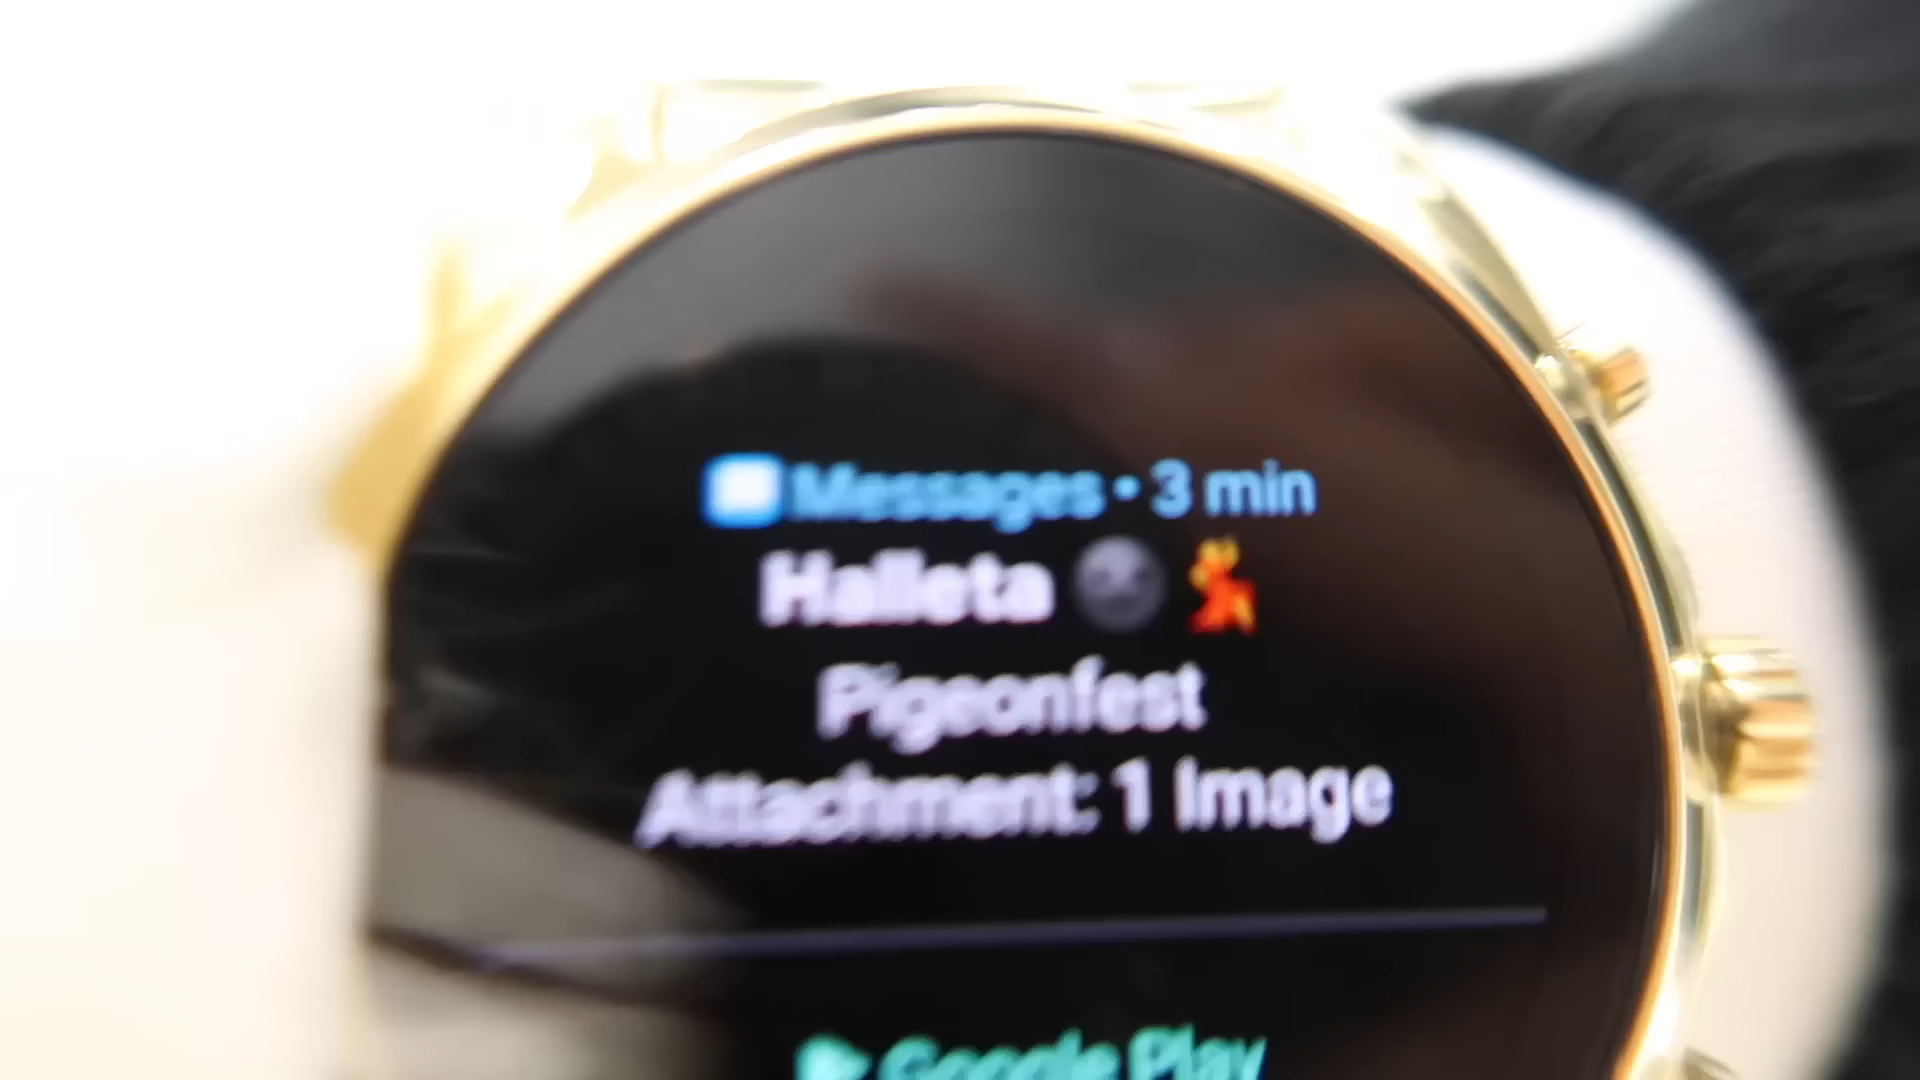 Messages • 3 min
Halleta 🌚 💃
Pigeonfest
Attachment: 1 Image
Google Play